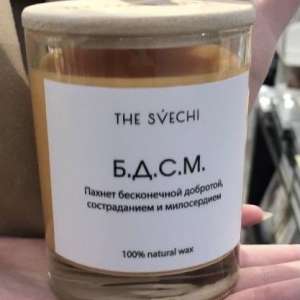 THE SVECHI
Б.Д.С.М.
Пахнет бесконечной добротой,
состраданием и милосердием
100% natural wax